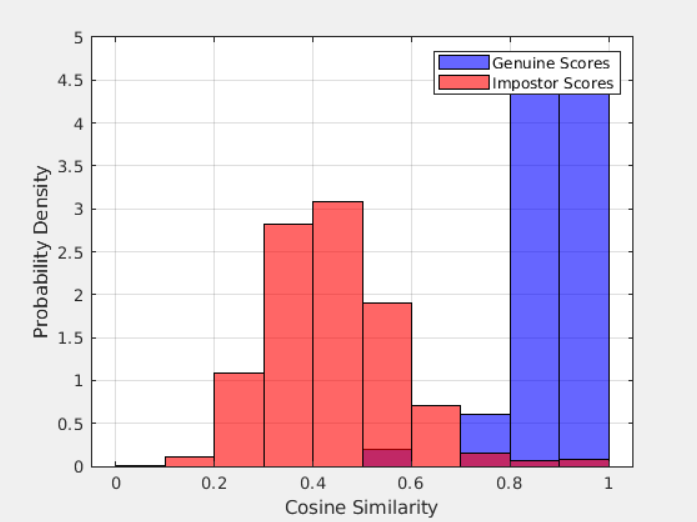 5
4.5
4
3.5
3
2.5
2
1.5
1
0.5
0
Probability Density
Genuine Scores
Impostor Scores
0 0.2 0.4 0.6 0.8 1
Cosine Similarity